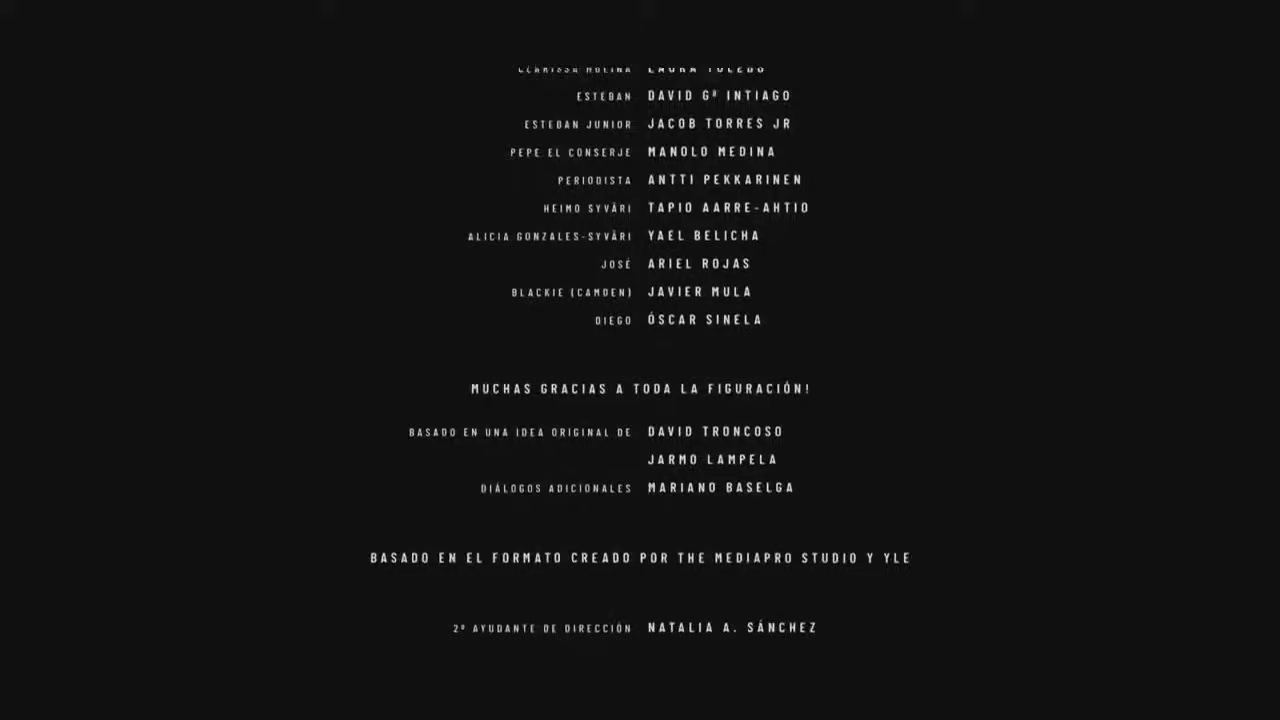 ESTEBAN DAVID Gª INTIAGO
ESTEBAN JUNIOR JACOB TORRES JR
PEPE EL CONSERJE MANOLO MEDINA
PERIODISTA ANTTI PEKKARINEN
HEIMO SYVÄRI TAPIO AARRE-AHTIO
ALICIA GONZALES-SYVÄRI YAEL BELICHA
JOSÉ ARIEL ROJAS
BLACKIE (CAMDEN) JAVIER MULA
DIEGO ÓSCAR SINELA
MUCHAS GRACIAS A TODA LA FIGURACIÓN!
BASADO EN UNA IDEA ORIGINAL DE DAVID TRONCOSO
JARMO LAMPELA
DIÁLOGOS ADICIONALES MARIANO BASELGA
BASADO EN EL FORMATO CREADO POR THE MEDIAPRO STUDIO Y YLE
2º AYUDANTE DE DIRECCIÓN NATALIA A. SÁNCHEZ